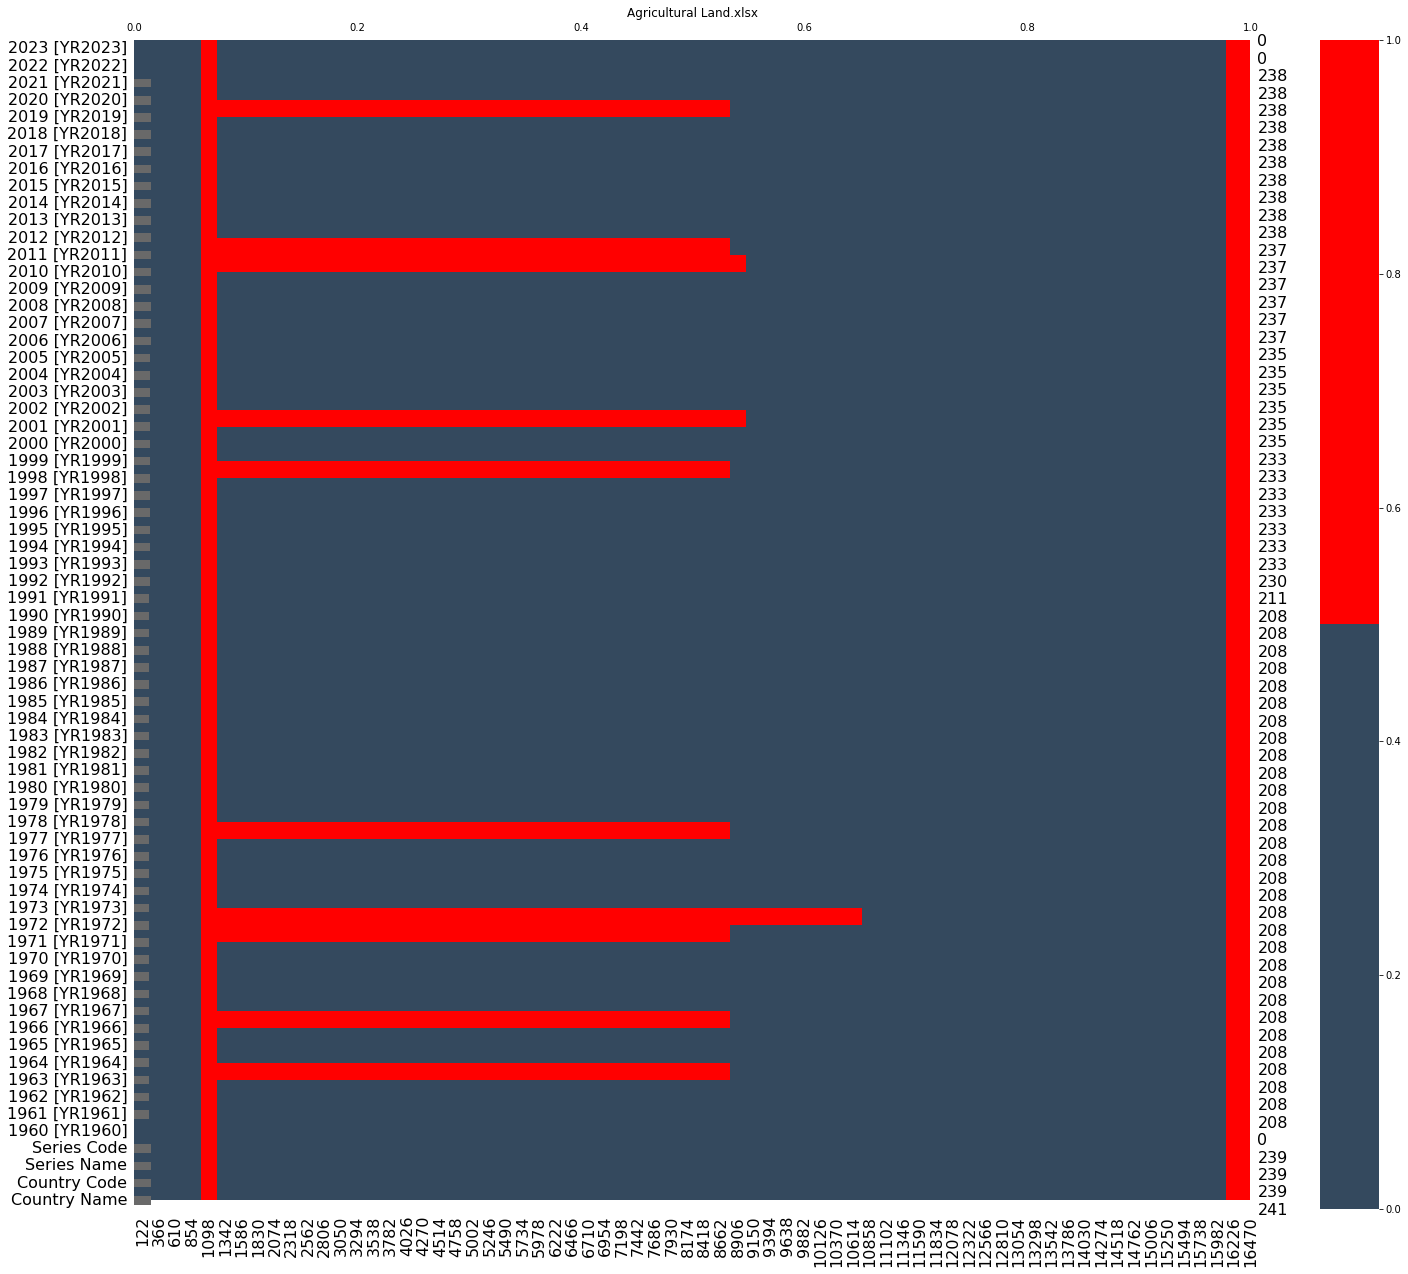 Agricultural Land.xlsx
0.0 0.2 0.4 0.6 0.8 1.0
2023 [YR2023] 0
2022 [YR2022] 0
2021 [YR2021] 238
2020 [YR2020] 238
2019 [YR2019] 238
2018 [YR2018] 238
2017 [YR2017] 238
2016 [YR2016] 238
2015 [YR2015] 238
2014 [YR2014] 238
2013 [YR2013] 238
2012 [YR2012] 238
2011 [YR2011] 237
2010 [YR2010] 237
2009 [YR2009] 237
2008 [YR2008] 237
2007 [YR2007] 237
2006 [YR2006] 237
2005 [YR2005] 235
2004 [YR2004] 235
2003 [YR2003] 235
2002 [YR2002] 235
2001 [YR2001] 235
2000 [YR2000] 235
1999 [YR1999] 233
1998 [YR1998] 233
1997 [YR1997] 233
1996 [YR1996] 233
1995 [YR1995] 233
1994 [YR1994] 233
1993 [YR1993] 233
1992 [YR1992] 230
1991 [YR1991] 211
1990 [YR1990] 208
1989 [YR1989] 208
1988 [YR1988] 208
1987 [YR1987] 208
1986 [YR1986] 208
1985 [YR1985] 208
1984 [YR1984] 208
1983 [YR1983] 208
1982 [YR1982] 208
1981 [YR1981] 208
1980 [YR1980] 208
1979 [YR1979] 208
1978 [YR1978] 208
1977 [YR1977] 208
1976 [YR1976] 208
1975 [YR1975] 208
1974 [YR1974] 208
1973 [YR1973] 208
1972 [YR1972] 208
1971 [YR1971] 208
1970 [YR1970] 208
1969 [YR1969] 208
1968 [YR1968] 208
1967 [YR1967] 208
1966 [YR1966] 208
1965 [YR1965] 208
1964 [YR1964] 208
1963 [YR1963] 208
1962 [YR1962] 208
1961 [YR1961] 208
1960 [YR1960] 0
Series Code 239
Series Name 239
Country Code 239
Country Name 241
122 366 610 854 1098 1342 1586 1830 2074 2318 2562 2806 3050 3294 3538 3782 4026 4270 4514 4758 5002 5246 5490 5734 5978 6222 6466 6710 6954 7198 7442 7686 7930 8174 8418 8662 8906 9150 9394 9638 9882 10126 10370 10614 10858 11102 11346 11590 11834 12078 12322 12566 12810 13054 13298 13542 13786 14030 14274 14518 14762 15006 15250 15494 15738 15982 16226 16470
1.0
0.8
0.6
0.4
0.2
0.0